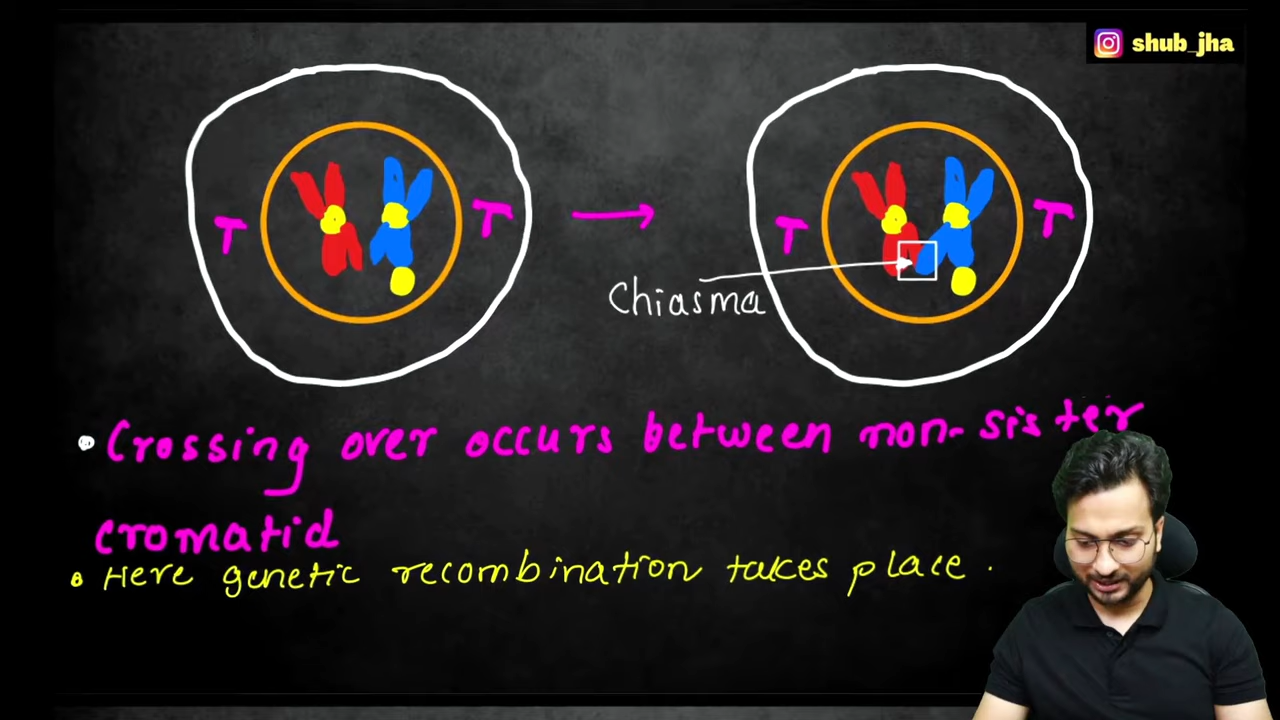 shub_jha
T T T T
Chiasma
• Crossing over occurs between non-sister
cromatid
• Here genetic recombination takes place.